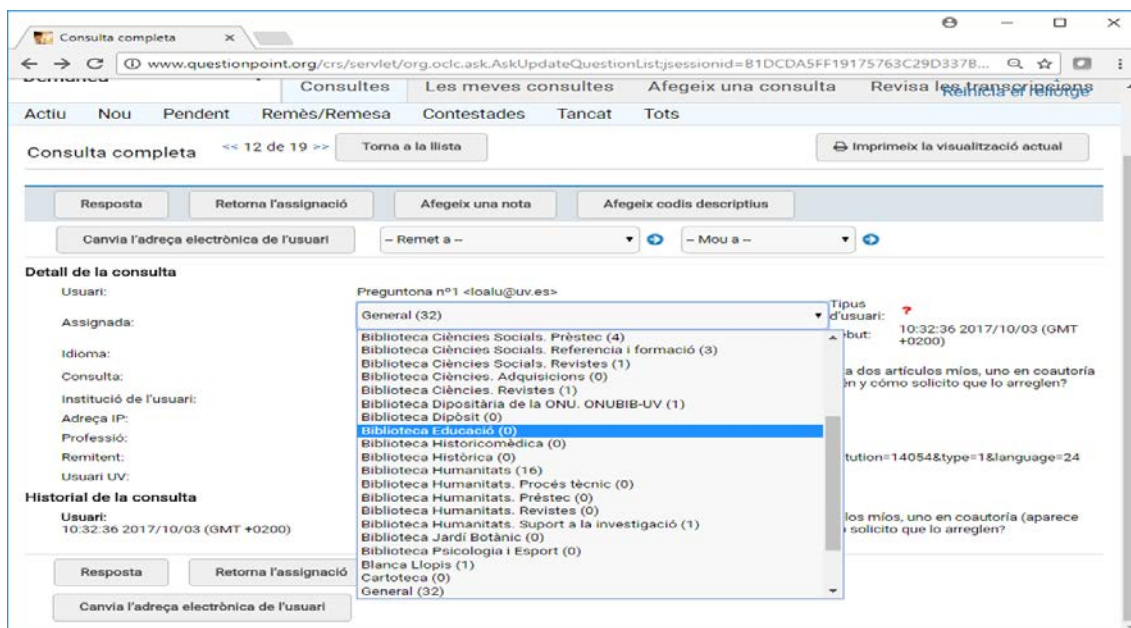 Consulta completa
www.questionpoint.org/crs/servlet/org.oclc.ask.AskUpdateQuestionList;jsessionid=B1DCDA5FF19175763C29D337B...
Demanda
Consultes Les meves consultes Afegeix una consulta Revisa les transcripcions
Reinicia el rellotge
Actiu Nou Pendent Remès/Remesa Contestades Tancat Tots
Consulta completa << 12 de 19 >> Torna a la llista Imprimeix la visualització actual
Resposta Retorna l'assignació Afegeix una nota Afegeix codis descriptius
Canvia l'adreça electrònica de l'usuari -- Remet a -- -- Mou a --
Detall de la consulta
Usuari: Preguntona nº1 <loalu@uv.es>
Assignada: General (32)
Tipus d'usuari: ?
but: 10:32:36 2017/10/03 (GMT +0200)
Idioma:
Consulta:
a dos artículos míos, uno en coautoría
én y cómo solicito que lo arreglen?
Institució de l'usuari:
Adreça IP:
Professió:
Remitent: tution=14054&type=1&language=24
Usuari UV:
Biblioteca Ciències Socials. Prèstec (4)
Biblioteca Ciències Socials. Referencia i formació (3)
Biblioteca Ciències Socials. Revistes (1)
Biblioteca Ciències. Adquisicions (0)
Biblioteca Ciències. Revistes (1)
Biblioteca Dipositària de la ONU. ONUBIB-UV (1)
Biblioteca Dipòsit (0)
Biblioteca Educació (0)
Biblioteca Historicomèdica (0)
Biblioteca Històrica (0)
Biblioteca Humanitats (16)
Biblioteca Humanitats. Procés tècnic (0)
Biblioteca Humanitats. Préstec (0)
Biblioteca Humanitats. Revistes (0)
Biblioteca Humanitats. Suport a la investigació (1)
Biblioteca Jardí Botànic (0)
Biblioteca Psicologia i Esport (0)
Blanca Llopis (1)
Cartoteca (0)
General (32)
Historial de la consulta
Usuari:
10:32:36 2017/10/03 (GMT +0200)
los míos, uno en coautoría (aparece
solicito que lo arreglen?
Resposta Retorna l'assignació
Canvia l'adreça electrònica de l'usuari